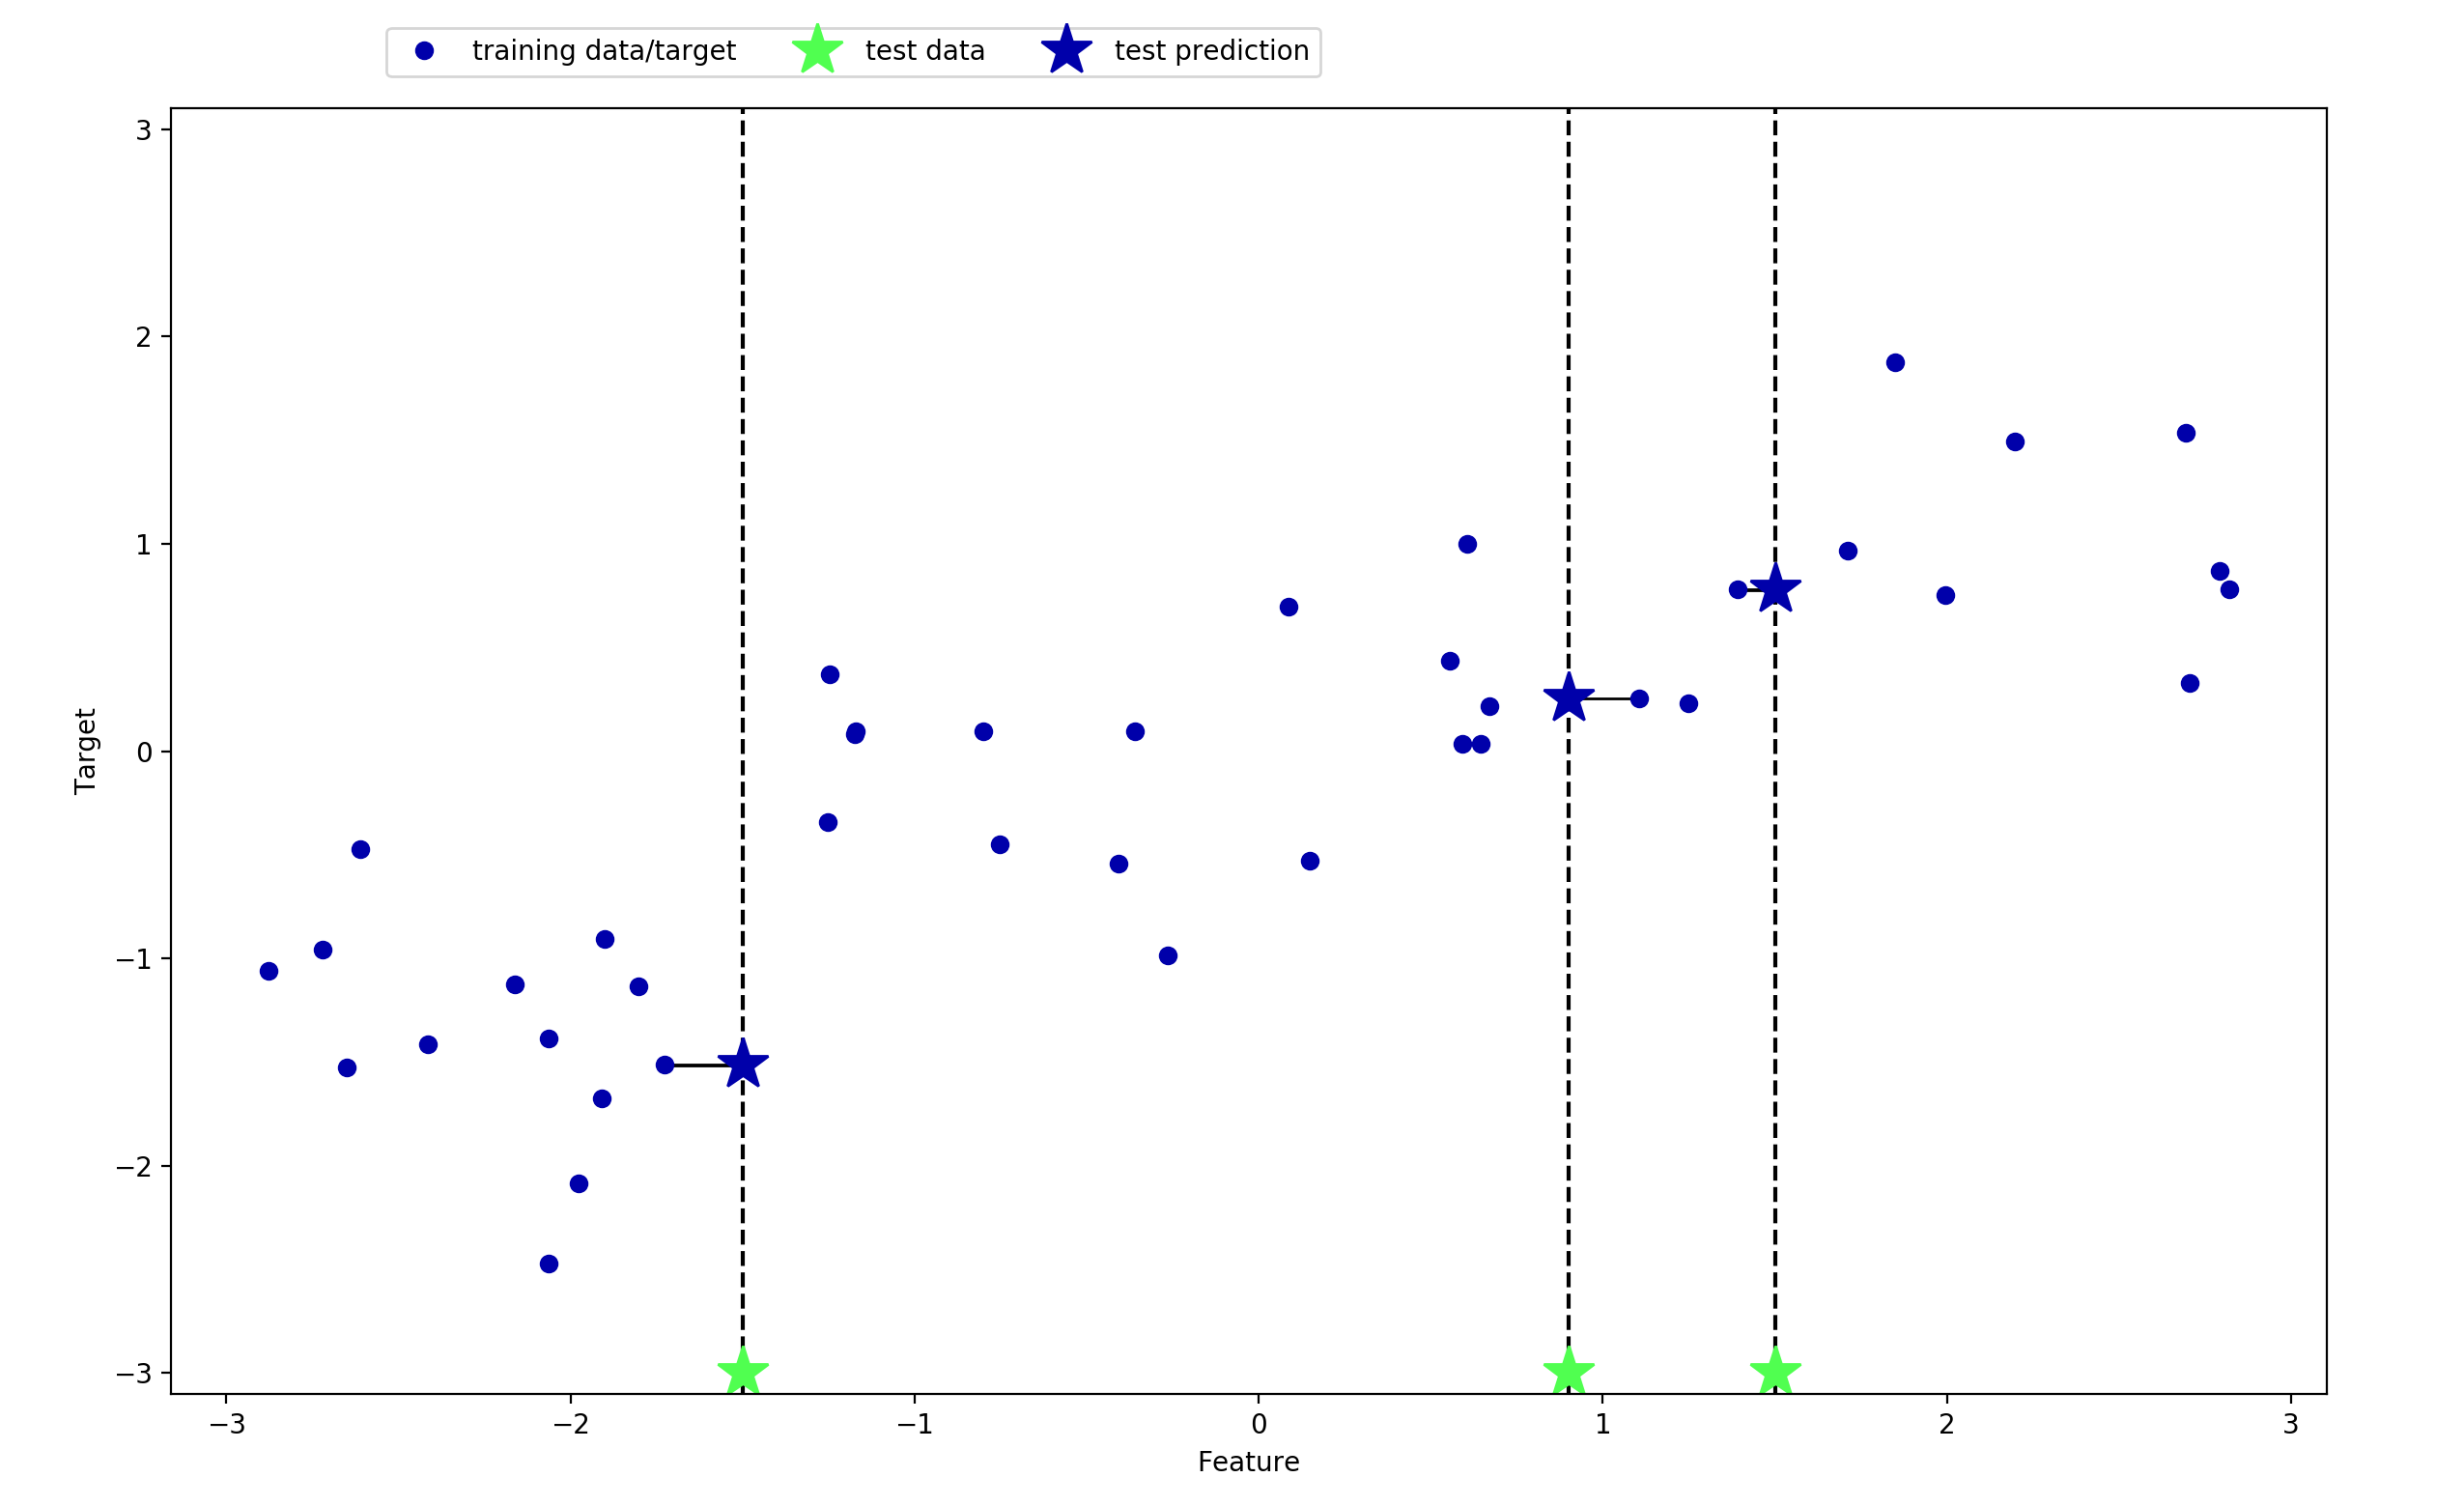 training data/target test data test prediction
3
2
1
0
−1
−2
−3
Target
−3 −2 −1 0 1 2 3
Feature